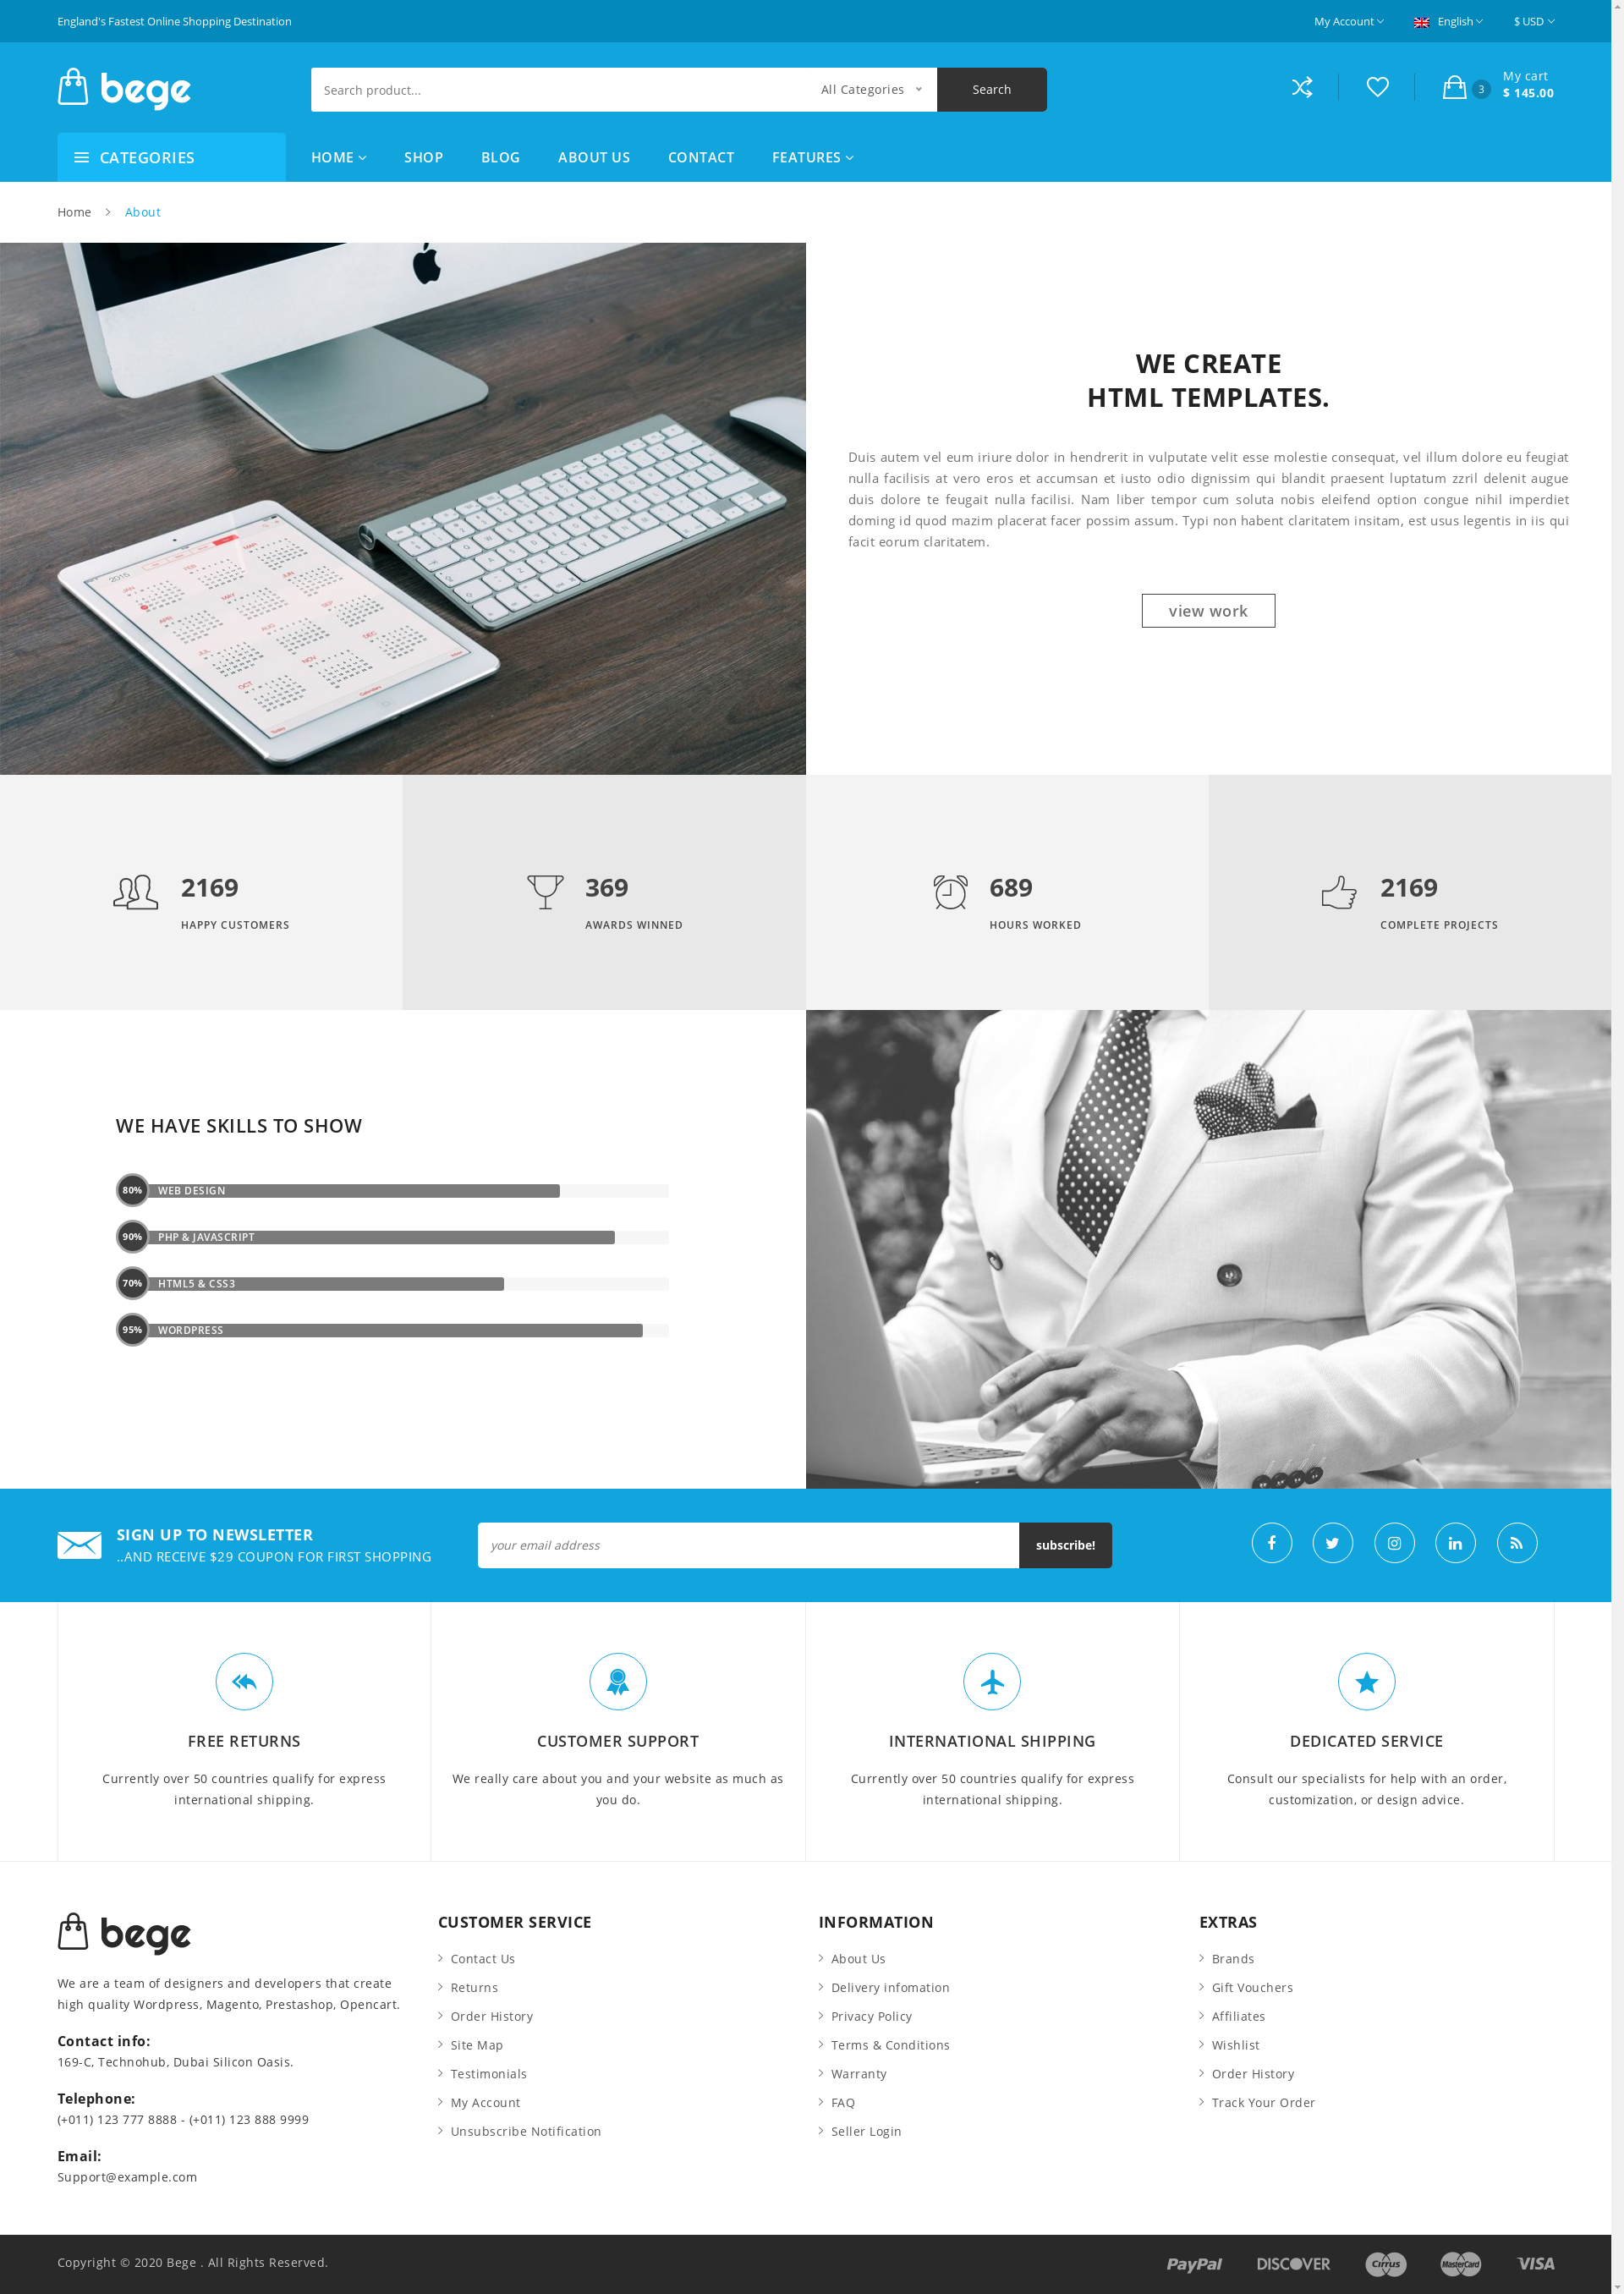 England's Fastest Online Shopping Destination
My Account
English
$ USD
bege
Search product...
All Categories
Search
3
My cart
$ 145.00
CATEGORIES
HOME
SHOP
BLOG
ABOUT US
CONTACT
FEATURES
Home
About
WE CREATE
HTML TEMPLATES.
Duis autem vel eum iriure dolor in hendrerit in vulputate velit esse molestie consequat, vel illum dolore eu feugiat
nulla facilisis at vero eros et accumsan et iusto odio dignissim qui blandit praesent luptatum zzril delenit augue
duis dolore te feugait nulla facilisi. Nam liber tempor cum soluta nobis eleifend option congue nihil imperdiet
doming id quod mazim placerat facer possim assum. Typi non habent claritatem insitam, est usus legentis in iis qui
facit eorum claritatem.
view work
2015
JAN
FEB
MAR
MAY
JUN
JUL
AUG
SEP
OCT
NOV
DEC
2169
HAPPY CUSTOMERS
369
AWARDS WINNED
689
HOURS WORKED
2169
COMPLETE PROJECTS
WE HAVE SKILLS TO SHOW
80%
WEB DESIGN
90%
PHP & JAVASCRIPT
70%
HTML5 & CSS3
95%
WORDPRESS
SIGN UP TO NEWSLETTER
..AND RECEIVE $29 COUPON FOR FIRST SHOPPING
your email address
subscribe!
FREE RETURNS
Currently over 50 countries qualify for express
international shipping.
CUSTOMER SUPPORT
We really care about you and your website as much as
you do.
INTERNATIONAL SHIPPING
Currently over 50 countries qualify for express
international shipping.
DEDICATED SERVICE
Consult our specialists for help with an order,
customization, or design advice.
bege
We are a team of designers and developers that create
high quality Wordpress, Magento, Prestashop, Opencart.
Contact info:
169-C, Technohub, Dubai Silicon Oasis.
Telephone:
(+011) 123 777 8888 - (+011) 123 888 9999
Email:
Support@example.com
CUSTOMER SERVICE
Contact Us
Returns
Order History
Site Map
Testimonials
My Account
Unsubscribe Notification
INFORMATION
About Us
Delivery infomation
Privacy Policy
Terms & Conditions
Warranty
FAQ
Seller Login
EXTRAS
Brands
Gift Vouchers
Affiliates
Wishlist
Order History
Track Your Order
Copyright © 2020 Bege . All Rights Reserved.
PayPal
DISCOVER
Cirrus
MasterCard
VISA